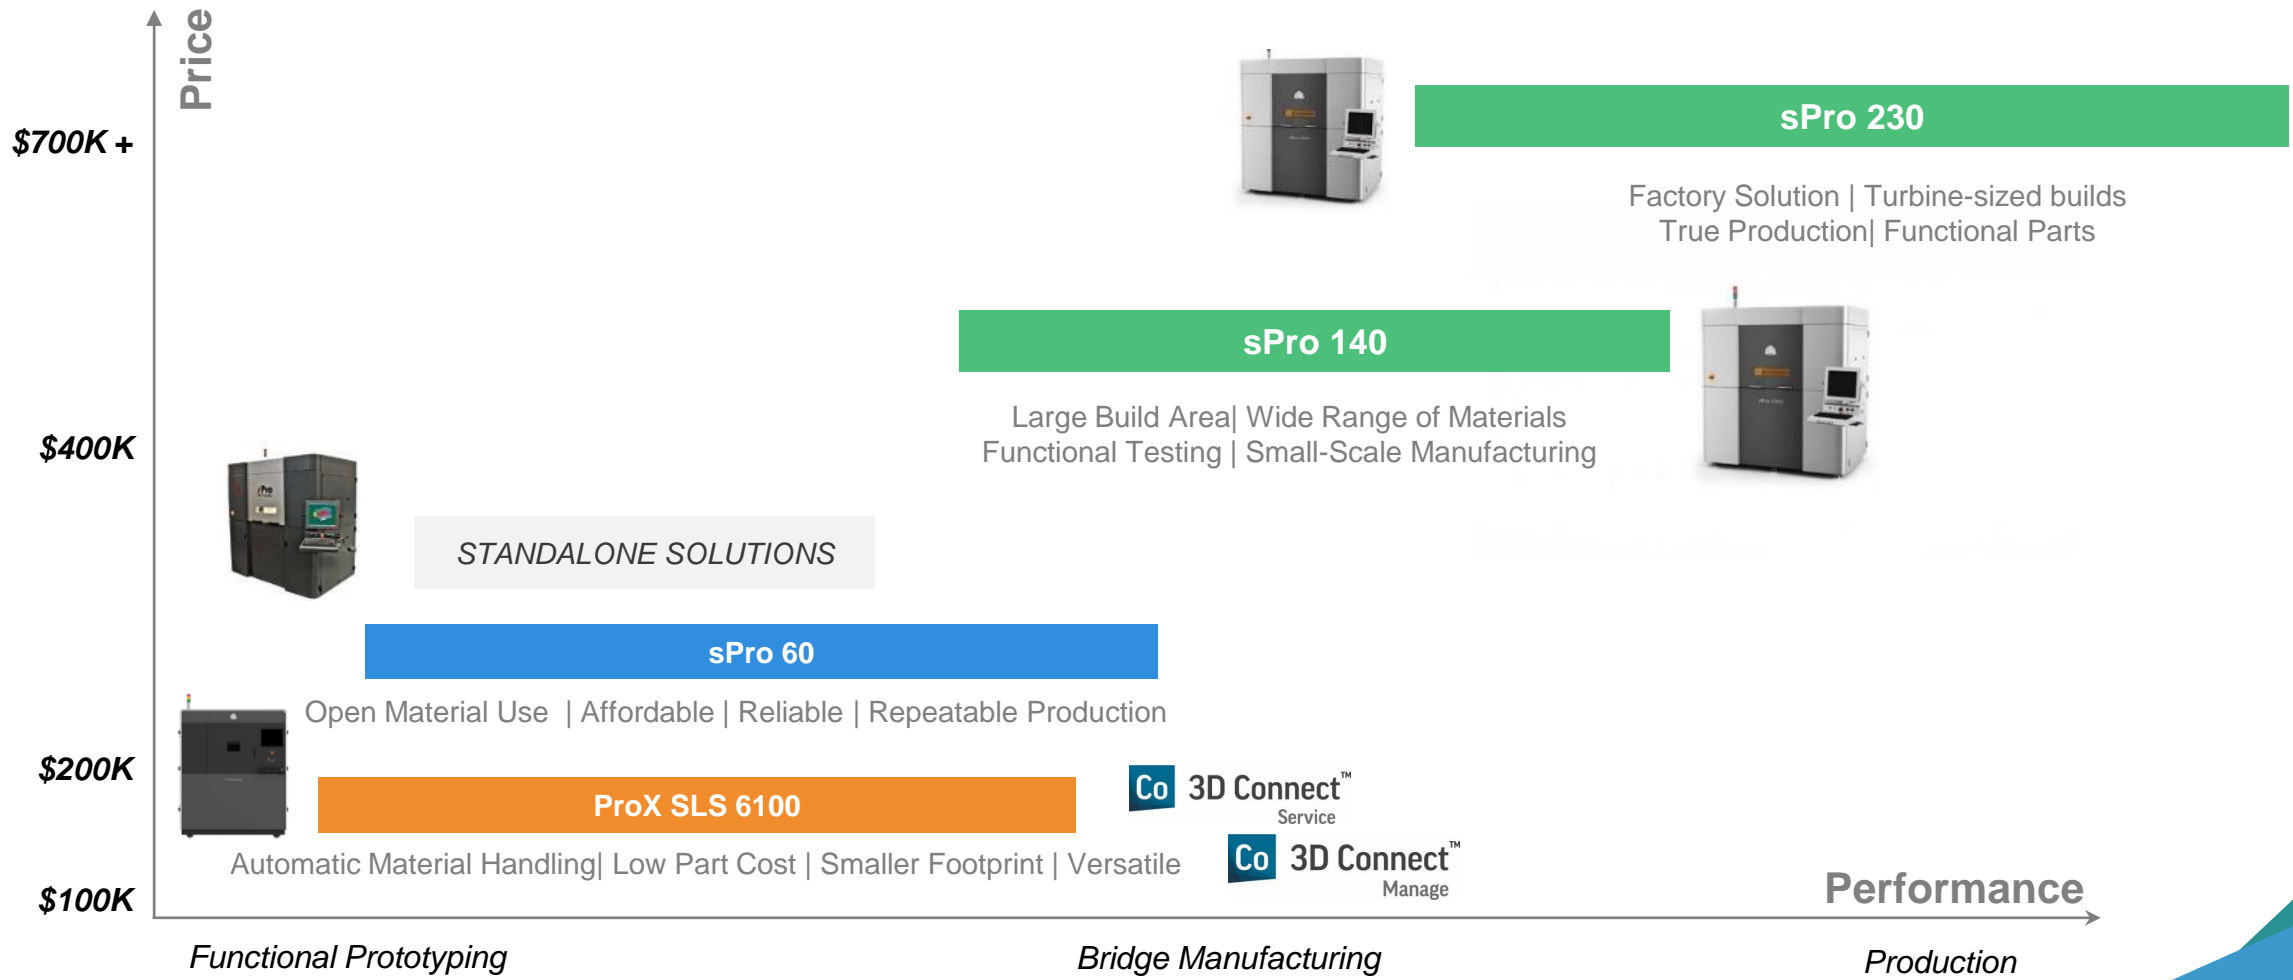 Price
$700K +
sPro 230
Factory Solution | Turbine-sized builds
True Production| Functional Parts
sPro 140
Large Build Area| Wide Range of Materials
Functional Testing | Small-Scale Manufacturing
$400K
STANDALONE SOLUTIONS
sPro 60
Open Material Use | Affordable | Reliable | Repeatable Production
$200K
ProX SLS 6100
Co 3D Connect™
Service
Automatic Material Handling| Low Part Cost | Smaller Footprint | Versatile
Co 3D Connect™
Manage
$100K
Performance
Functional Prototyping
Bridge Manufacturing
Production